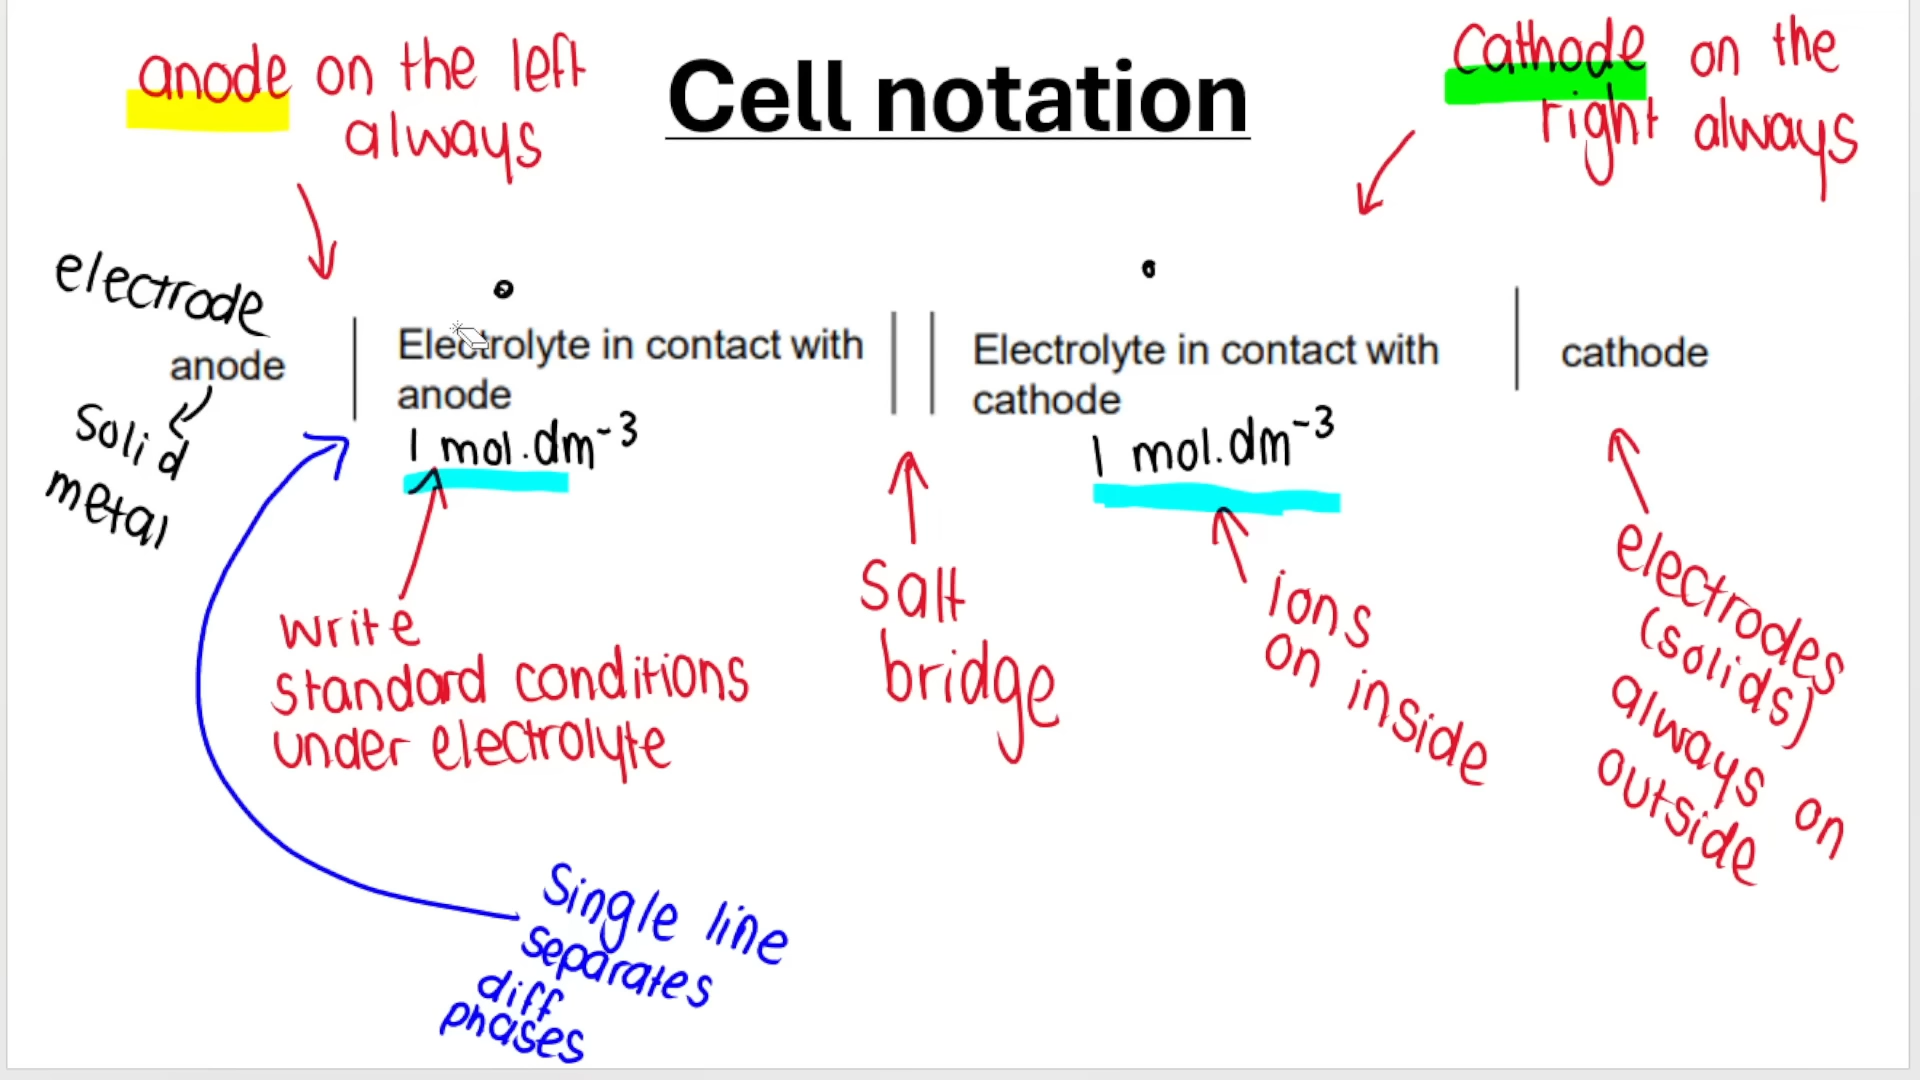 anode on the left
always
Cell notation
Cathode on the
right always
electrode
anode
Solid
metal
Electrolyte in contact with
anode
1 mol.dm-3
Electrolyte in contact with
cathode
1 mol.dm-3
cathode
write
standard conditions
under electrolyte
Salt
bridge
ions
on inside
electrodes
(solids)
always on
outside
Single line
separates
diff
phases